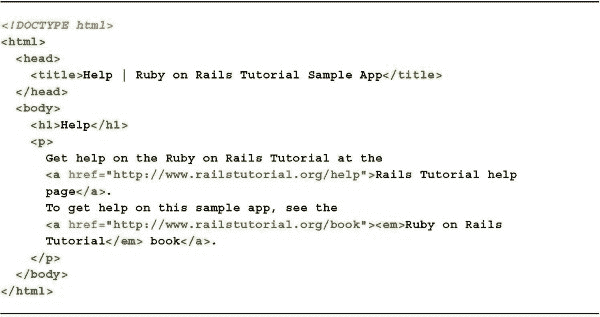 <!DOCTYPE html>
<html>
  <head>
    <title>Help | Ruby on Rails Tutorial Sample App</title>
  </head>
  <body>
    <h1>Help</h1>
    <p>
      Get help on the Ruby on Rails Tutorial at the
      <a href="http://www.railstutorial.org/help">Rails Tutorial help
      page</a>.
      To get help on this sample app, see the
      <a href="http://www.railstutorial.org/book"><em>Ruby on Rails
      Tutorial</em> book</a>.
    </p>
  </body>
</html>